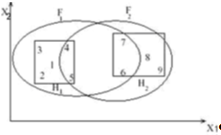 F₁ F₂
X₂
3 4 7
1 8
2 5 6 9
H₁ H₂
X₁